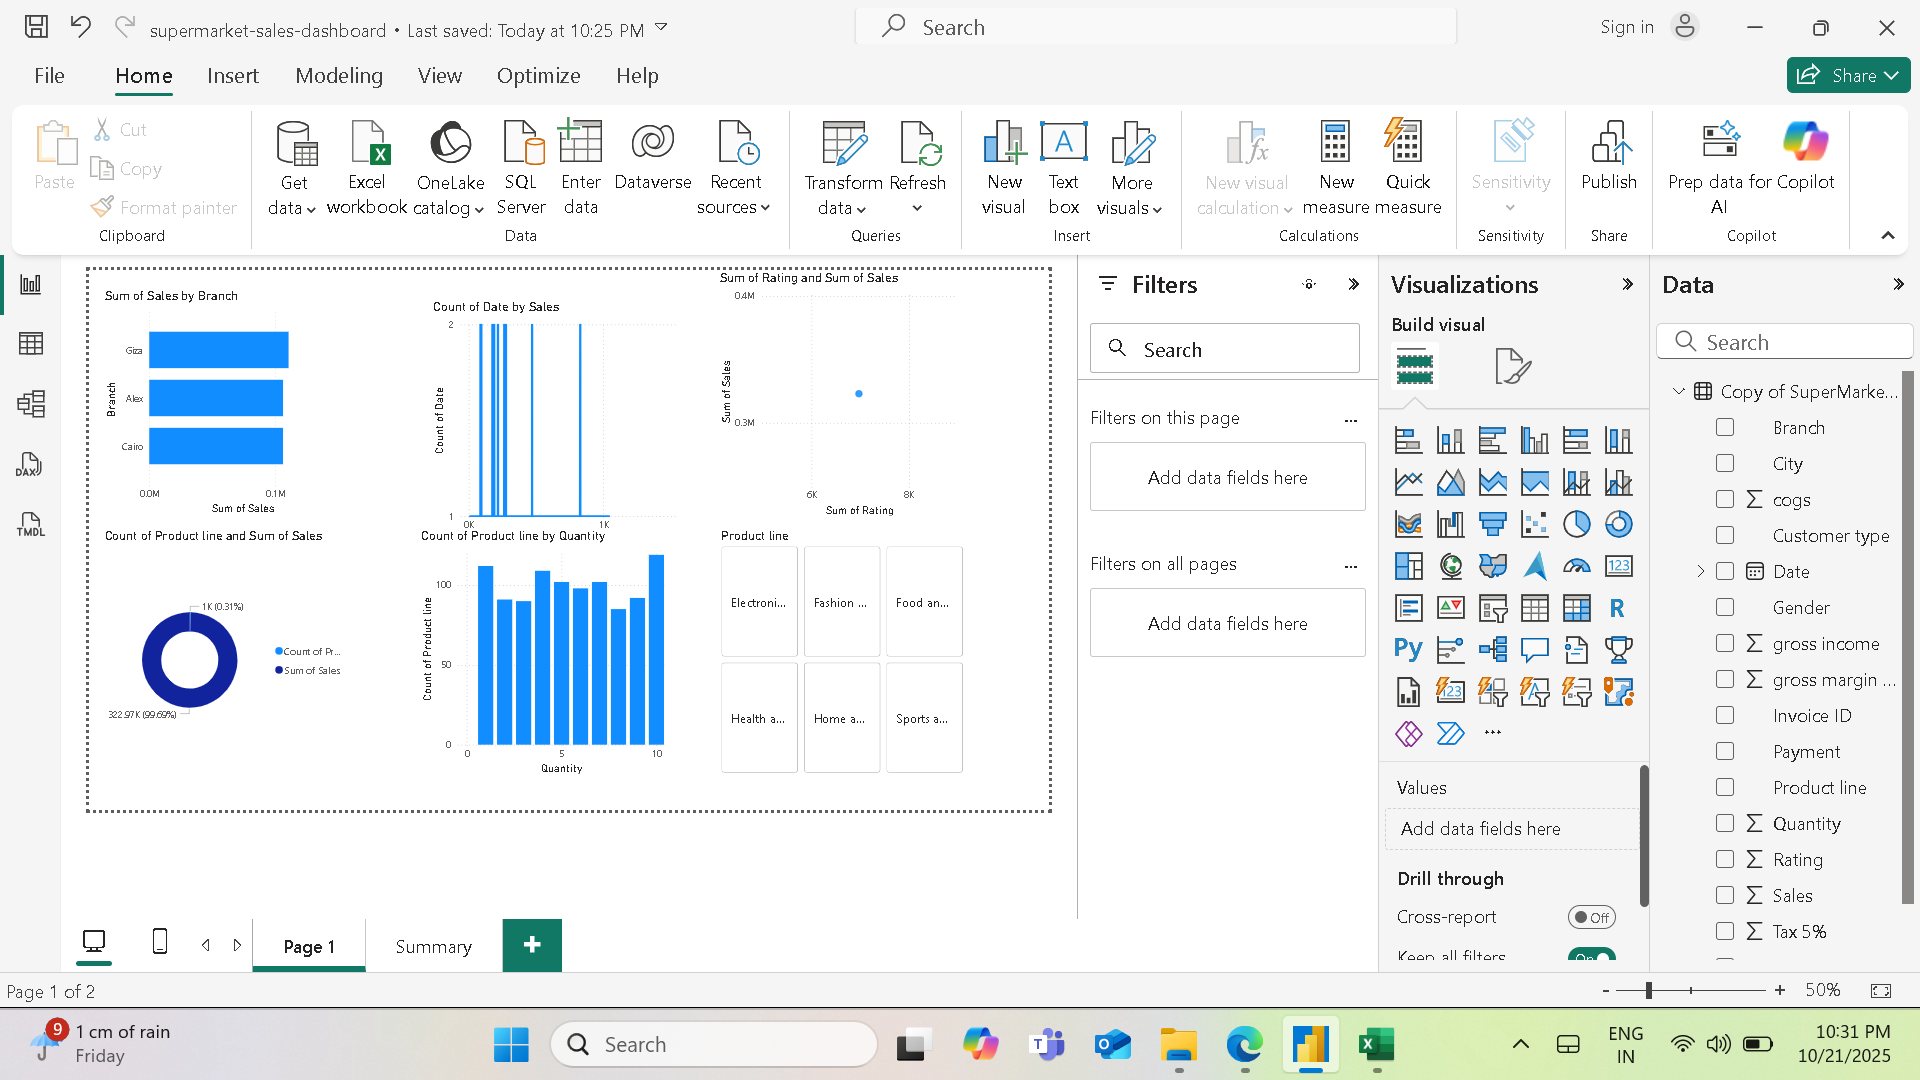 supermarket-sales-dashboard • Last saved: Today at 10:25 PM
Search
Sign in
File
Home
Insert
Modeling
View
Optimize
Help
Share
Paste
Cut
Copy
Format painter
Clipboard
Get data
Excel workbook
OneLake catalog
SQL Server
Enter data
Dataverse
Recent sources
Data
Transform data
Refresh
Queries
New visual
Text box
More visuals
Insert
New visual calculation
New measure
Quick measure
Calculations
Sensitivity
Sensitivity
Publish
Share
Prep data for AI
Copilot
Copilot
Sum of Sales by Branch
Branch
Giza
Alex
Cairo
0.0M
0.1M
Sum of Sales
Count of Date by Sales
Count of Date
2
1
0K
1K
Sum of Rating and Sum of Sales
Sum of Sales
0.4M
0.3M
6K
8K
Sum of Rating
Count of Product line and Sum of Sales
1K (0.31%)
322.97K (99.69%)
Count of Pr...
Sum of Sales
Count of Product line by Quantity
Count of Product line
100
50
0
0
5
10
Quantity
Product line
Electroni...
Fashion ...
Food an...
Health a...
Home a...
Sports a...
DAX
TMDL
Filters
Search
Filters on this page
...
Add data fields here
Filters on all pages
...
Add data fields here
Visualizations
Build visual
123
R
Py
123
...
Values
Add data fields here
Drill through
Cross-report
Off
Keep all filters
On
Data
Search
Copy of SuperMarke...
Branch
City
cogs
Customer type
Date
Gender
gross income
gross margin ...
Invoice ID
Payment
Product line
Quantity
Rating
Sales
Tax 5%
Page 1
Summary
+
Page 1 of 2
- + 50%
9
1 cm of rain
Friday
Search
ENG
IN
10:31 PM
10/21/2025